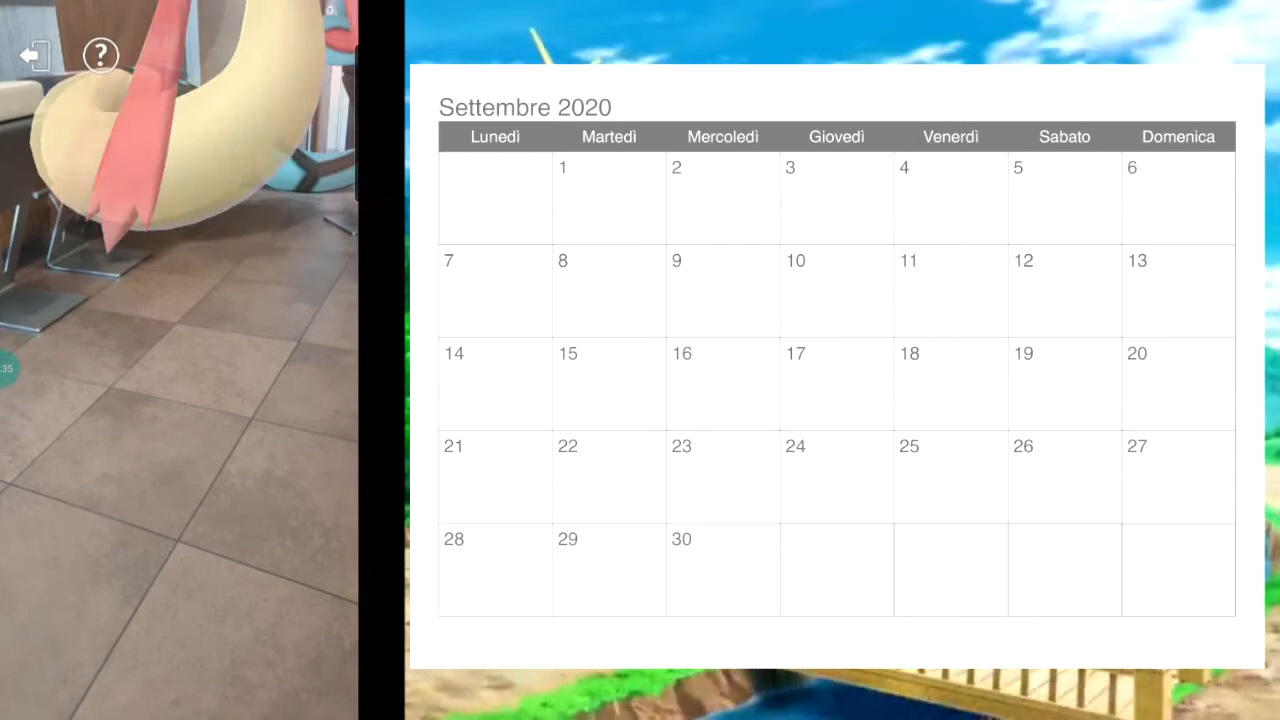 ?
:35
Settembre 2020
Lunedì Martedì Mercoledì Giovedì Venerdì Sabato Domenica
1 2 3 4 5 6
7 8 9 10 11 12 13
14 15 16 17 18 19 20
21 22 23 24 25 26 27
28 29 30